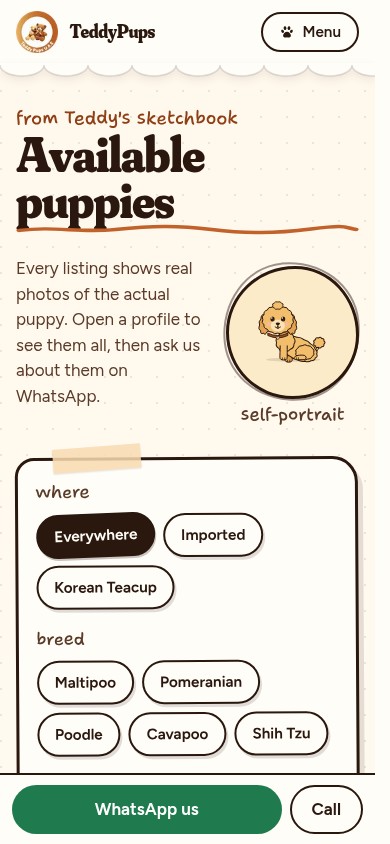 TeddyPups
Menu
from Teddy's sketchbook
Available
puppies
Every listing shows real
photos of the actual
puppy. Open a profile to
see them all, then ask us
about them on
WhatsApp.
self-portrait
where
Everywhere
Imported
Korean Teacup
breed
Maltipoo
Pomeranian
Poodle
Cavapoo
Shih Tzu
WhatsApp us
Call